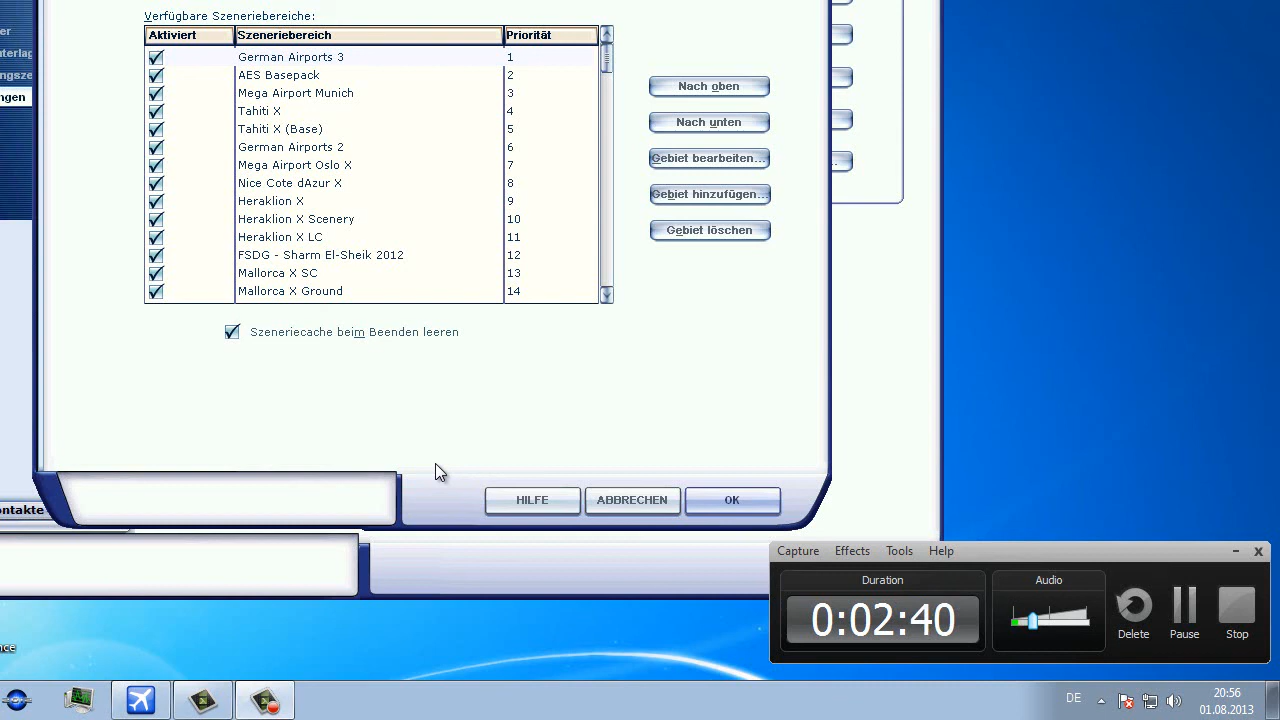 Verfügbare Szeneriebereiche:
Aktiviert Szeneriebereich Priorität
German Airports 3 1
AES Basepack 2
Mega Airport Munich 3
Tahiti X 4
Tahiti X (Base) 5
German Airports 2 6
Mega Airport Oslo X 7
Nice Cote dAzur X 8
Heraklion X 9
Heraklion X Scenery 10
Heraklion X LC 11
FSDG - Sharm El-Sheik 2012 12
Mallorca X SC 13
Mallorca X Ground 14
Nach oben
Nach unten
Gebiet bearbeiten...
Gebiet hinzufügen...
Gebiet löschen
Szeneriecache beim Beenden leeren
HILFE ABBRECHEN OK
Capture Effects Tools Help
Duration
0:02:40
Audio
Delete Pause Stop
DE
20:56
01.08.2013